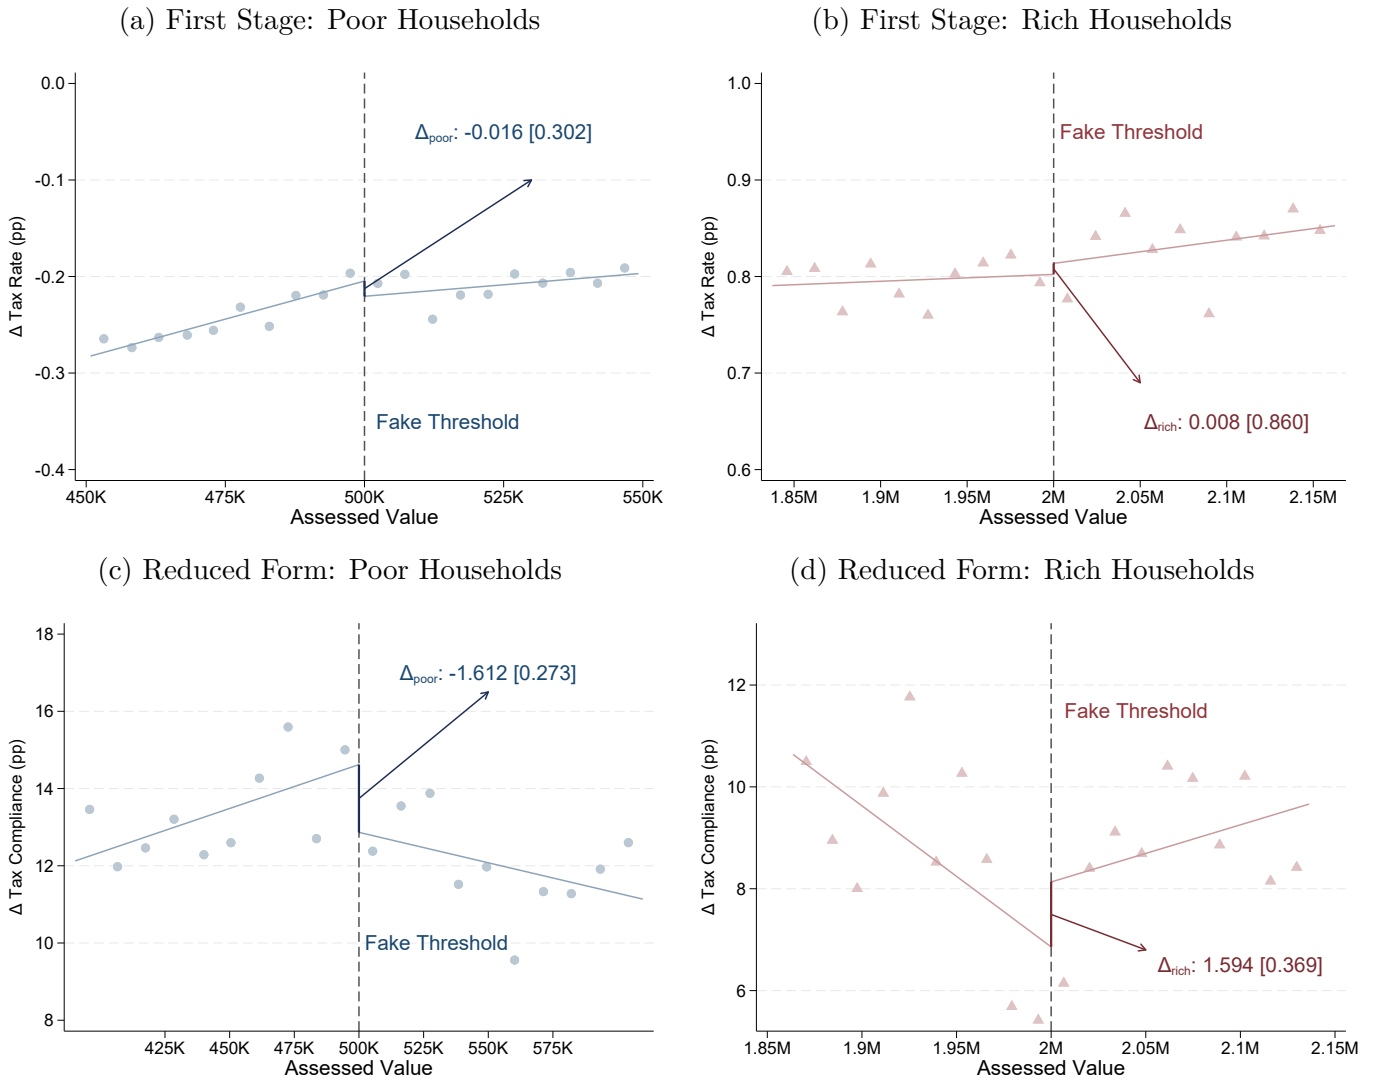 (a) First Stage: Poor Households
0.0
-0.1
-0.2
-0.3
-0.4
Δ Tax Rate (pp)
Δpoor: -0.016 [0.302]
Fake Threshold
450K 475K 500K 525K 550K
Assessed Value
(b) First Stage: Rich Households
1.0
0.9
0.8
0.7
0.6
Δ Tax Rate (pp)
Fake Threshold
Δrich: 0.008 [0.860]
1.85M 1.9M 1.95M 2M 2.05M 2.1M 2.15M
Assessed Value
(c) Reduced Form: Poor Households
18
16
14
12
10
8
Δ Tax Compliance (pp)
Δpoor: -1.612 [0.273]
Fake Threshold
425K 450K 475K 500K 525K 550K 575K
Assessed Value
(d) Reduced Form: Rich Households
12
10
8
6
Δ Tax Compliance (pp)
Fake Threshold
Δrich: 1.594 [0.369]
1.85M 1.9M 1.95M 2M 2.05M 2.1M 2.15M
Assessed Value